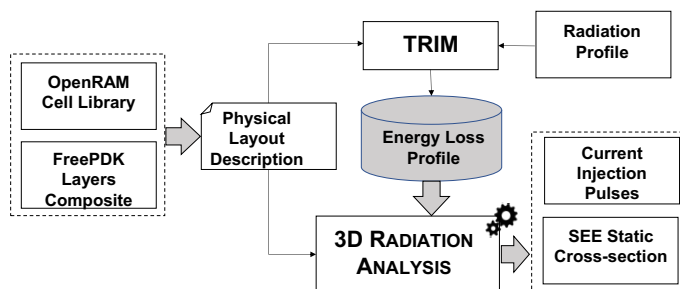 OpenRAM
Cell Library
FreePDK
Layers
Composite
Physical
Layout
Description
TRIM
Radiation
Profile
Energy Loss
Profile
3D RADIATION
ANALYSIS
Current
Injection
Pulses
SEE Static
Cross-section